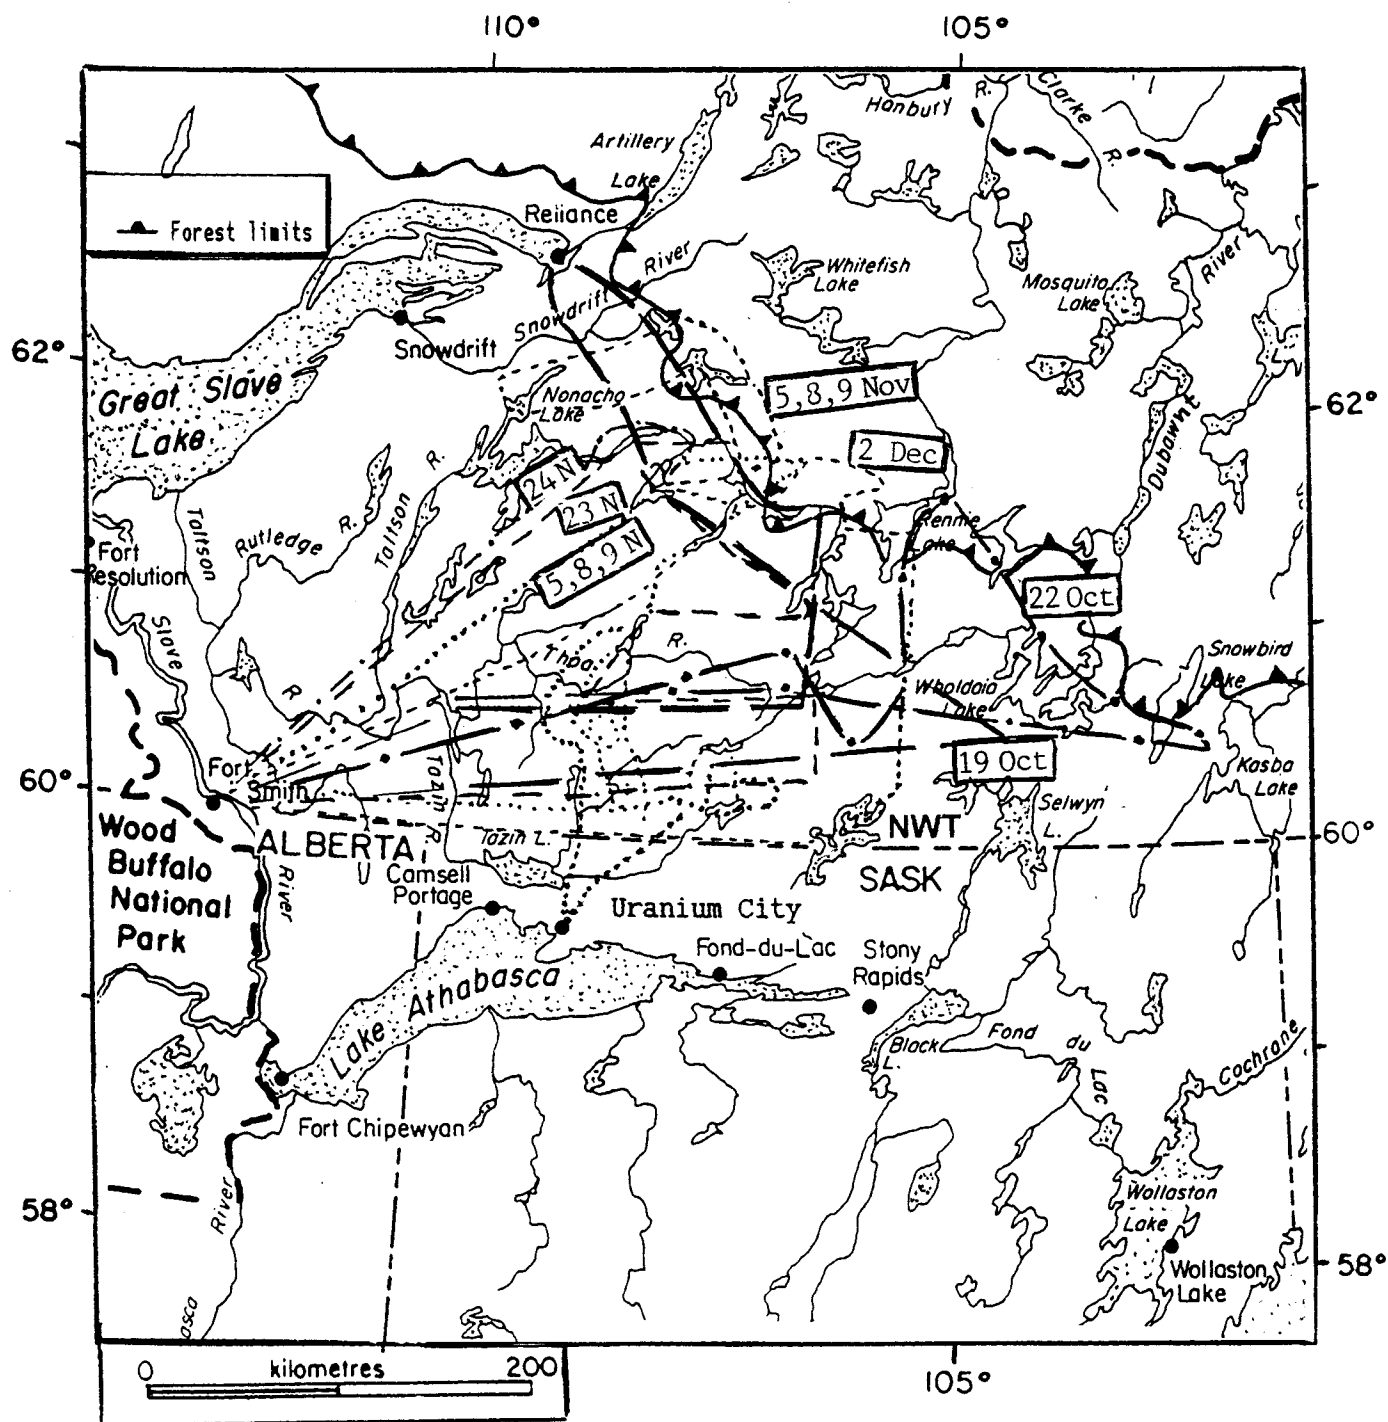 110°
105°
Hanbury
R.
Clarke
R.
Artillery
Lake
Reliance
Forest limits
River
Snowdrift
Whitefish
Lake
Mosquito
Lake
River
62°
Snowdrift
Great Slave
Lake
Nonacho
Lake
5,8,9 Nov
62°
2 Dec
Dubawnt
24 N
23 N
5,8,9 N
R.
Taltson
Taltson
Rutledge
R.
Rennie
Lake
Fort
Resolution
22 Oct
Slave
Thoa
R.
R
Snowbird
Lake
Wholdaia
Lake
19 Oct
Kasba
Lake
60°
Fort
Smith
Tazin
R.
Selwyn
L.
60°
Wood
Buffalo
National
Park
ALBERTA
Tazin L.
NWT
SASK
Camsell
Portage
River
Uranium City
Fond-du-Lac
Stony
Rapids
Lake Athabasca
Black
L.
Fond
du
Lac
Cochrane
Fort Chipewyan
58°
River
asca
Wollaston
Lake
Wollaston
Lake
58°
0
kilometres
200
105°